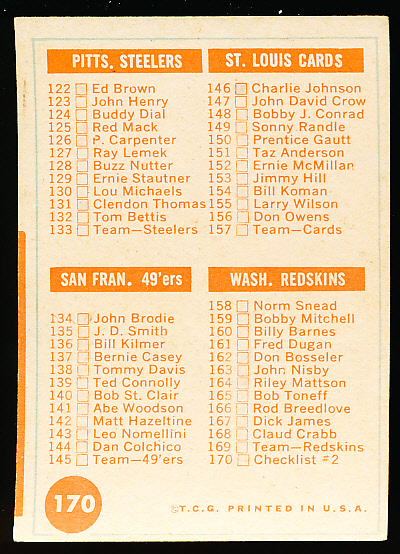 PITTS. STEELERS
122 Ed Brown
123 John Henry
124 Buddy Dial
125 Red Mack
126 P. Carpenter
127 Ray Lemek
128 Buzz Nutter
129 Ernie Stautner
130 Lou Michaels
131 Clendon Thomas
132 Tom Bettis
133 Team—Steelers
ST. LOUIS CARDS
146 Charlie Johnson
147 John David Crow
148 Bobby J. Conrad
149 Sonny Randle
150 Prentice Gautt
151 Taz Anderson
152 Ernie McMillan
153 Jimmy Hill
154 Bill Koman
155 Larry Wilson
156 Don Owens
157 Team—Cards
SAN FRAN. 49'ers
134 John Brodie
135 J. D. Smith
136 Bill Kilmer
137 Bernie Casey
138 Tommy Davis
139 Ted Connolly
140 Bob St. Clair
141 Abe Woodson
142 Matt Hazeltine
143 Leo Nomellini
144 Dan Colchico
145 Team—49'ers
WASH. REDSKINS
158 Norm Snead
159 Bobby Mitchell
160 Billy Barnes
161 Fred Dugan
162 Don Bosseler
163 John Nisby
164 Riley Mattson
165 Bob Toneff
166 Rod Breedlove
167 Dick James
168 Claud Crabb
169 Team—Redskins
170 Checklist #2
170
©T.C.G. PRINTED IN U.S.A.